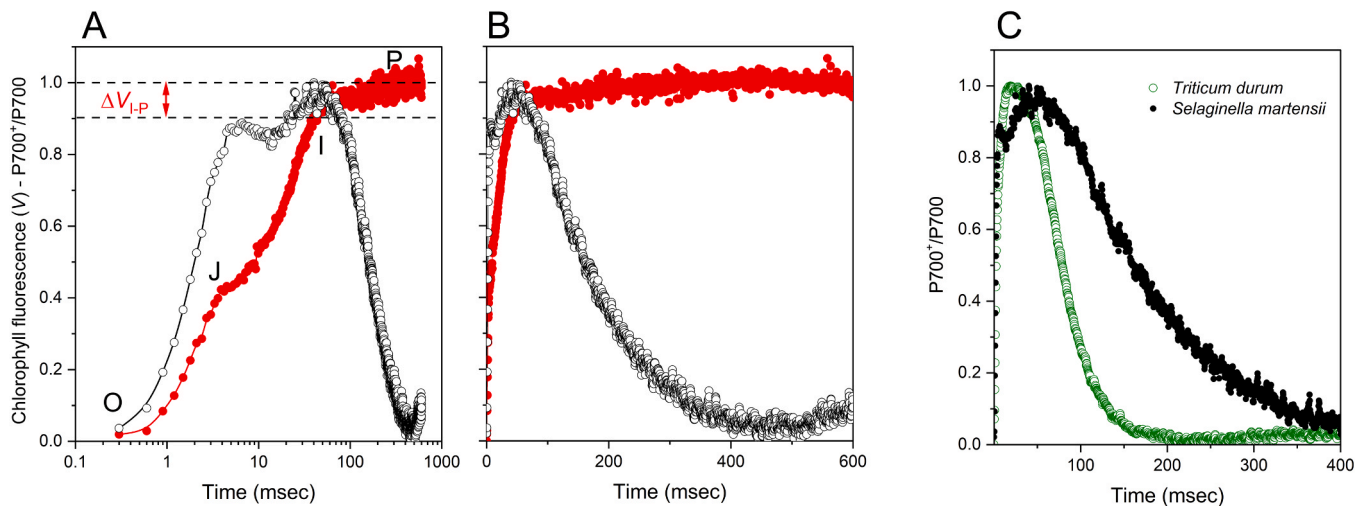 A
B
C
Chlorophyll fluorescence (V) - P700⁺/P700
1.0
0.8
0.6
0.4
0.2
0.0
ΔV_I-P
O
J
I
P
0.1 1 10 100 1000
Time (msec)
0 200 400 600
Time (msec)
P700⁺/P700
1.0
0.8
0.6
0.4
0.2
0.0
Triticum durum
Selaginella martensii
100 200 300 400
Time (msec)